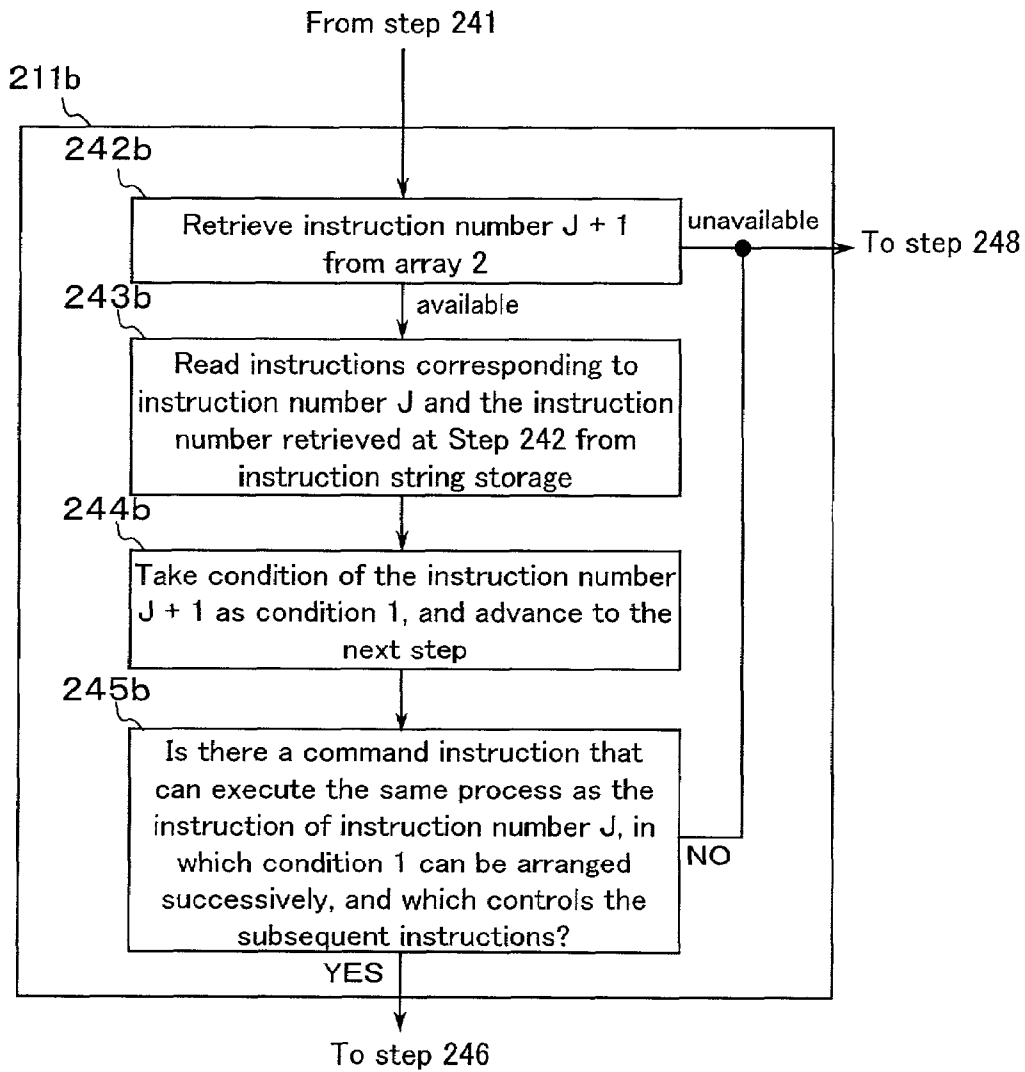 From step 241
211b
242b
Retrieve instruction number J + 1
from array 2
unavailable
To step 248
243b
available
Read instructions corresponding to
instruction number J and the instruction
number retrieved at Step 242 from
instruction string storage
244b
Take condition of the instruction number
J + 1 as condition 1, and advance to the
next step
245b
Is there a command instruction that
can execute the same process as the
instruction of instruction number J, in
which condition 1 can be arranged
successively, and which controls the
subsequent instructions?
NO
YES
To step 246